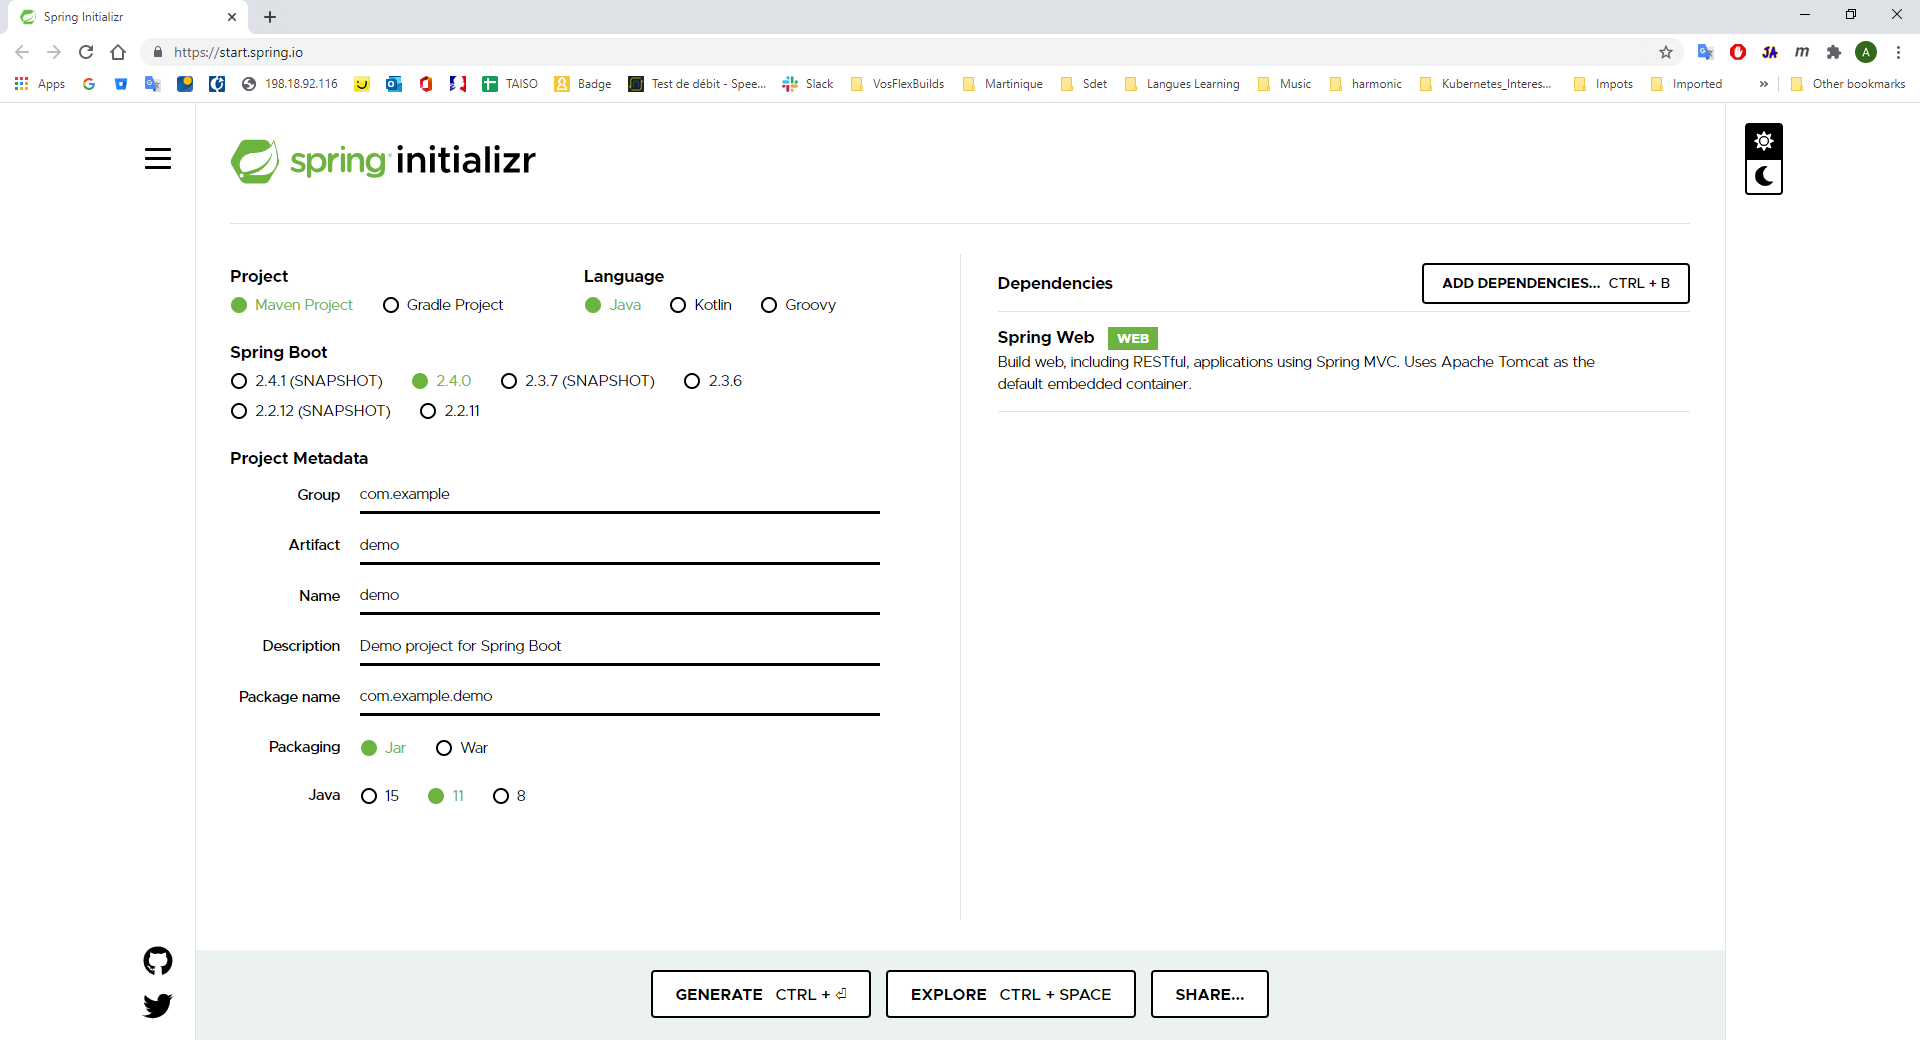 Spring Initializr
https://start.spring.io
A
Apps 198.18.92.116 TAISO Badge Test de débit - Spee... Slack VosFlexBuilds Martinique Sdet Langues Learning Music harmonic Kubernetes_Interes... Impots Imported » Other bookmarks
spring initializr
Project
Maven Project Gradle Project
Language
Java Kotlin Groovy
Spring Boot
2.4.1 (SNAPSHOT) 2.4.0 2.3.7 (SNAPSHOT) 2.3.6
2.2.12 (SNAPSHOT) 2.2.11
Project Metadata
Group com.example
Artifact demo
Name demo
Description Demo project for Spring Boot
Package name com.example.demo
Packaging Jar War
Java 15 11 8
Dependencies ADD DEPENDENCIES... CTRL + B
Spring Web WEB
Build web, including RESTful, applications using Spring MVC. Uses Apache Tomcat as the
default embedded container.
GENERATE CTRL + ⏎ EXPLORE CTRL + SPACE SHARE...